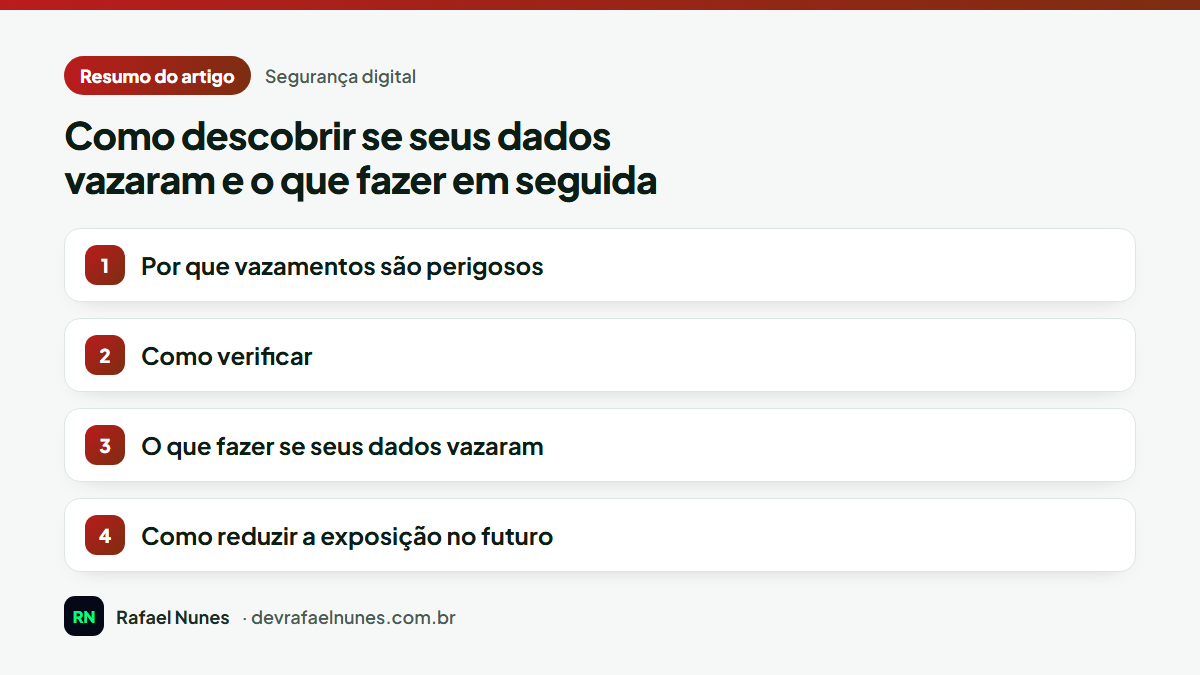 Resumo do artigo Segurança digital
Como descobrir se seus dados
vazaram e o que fazer em seguida
1 Por que vazamentos são perigosos
2 Como verificar
3 O que fazer se seus dados vazaram
4 Como reduzir a exposição no futuro
RN Rafael Nunes · devrafaelnunes.com.br